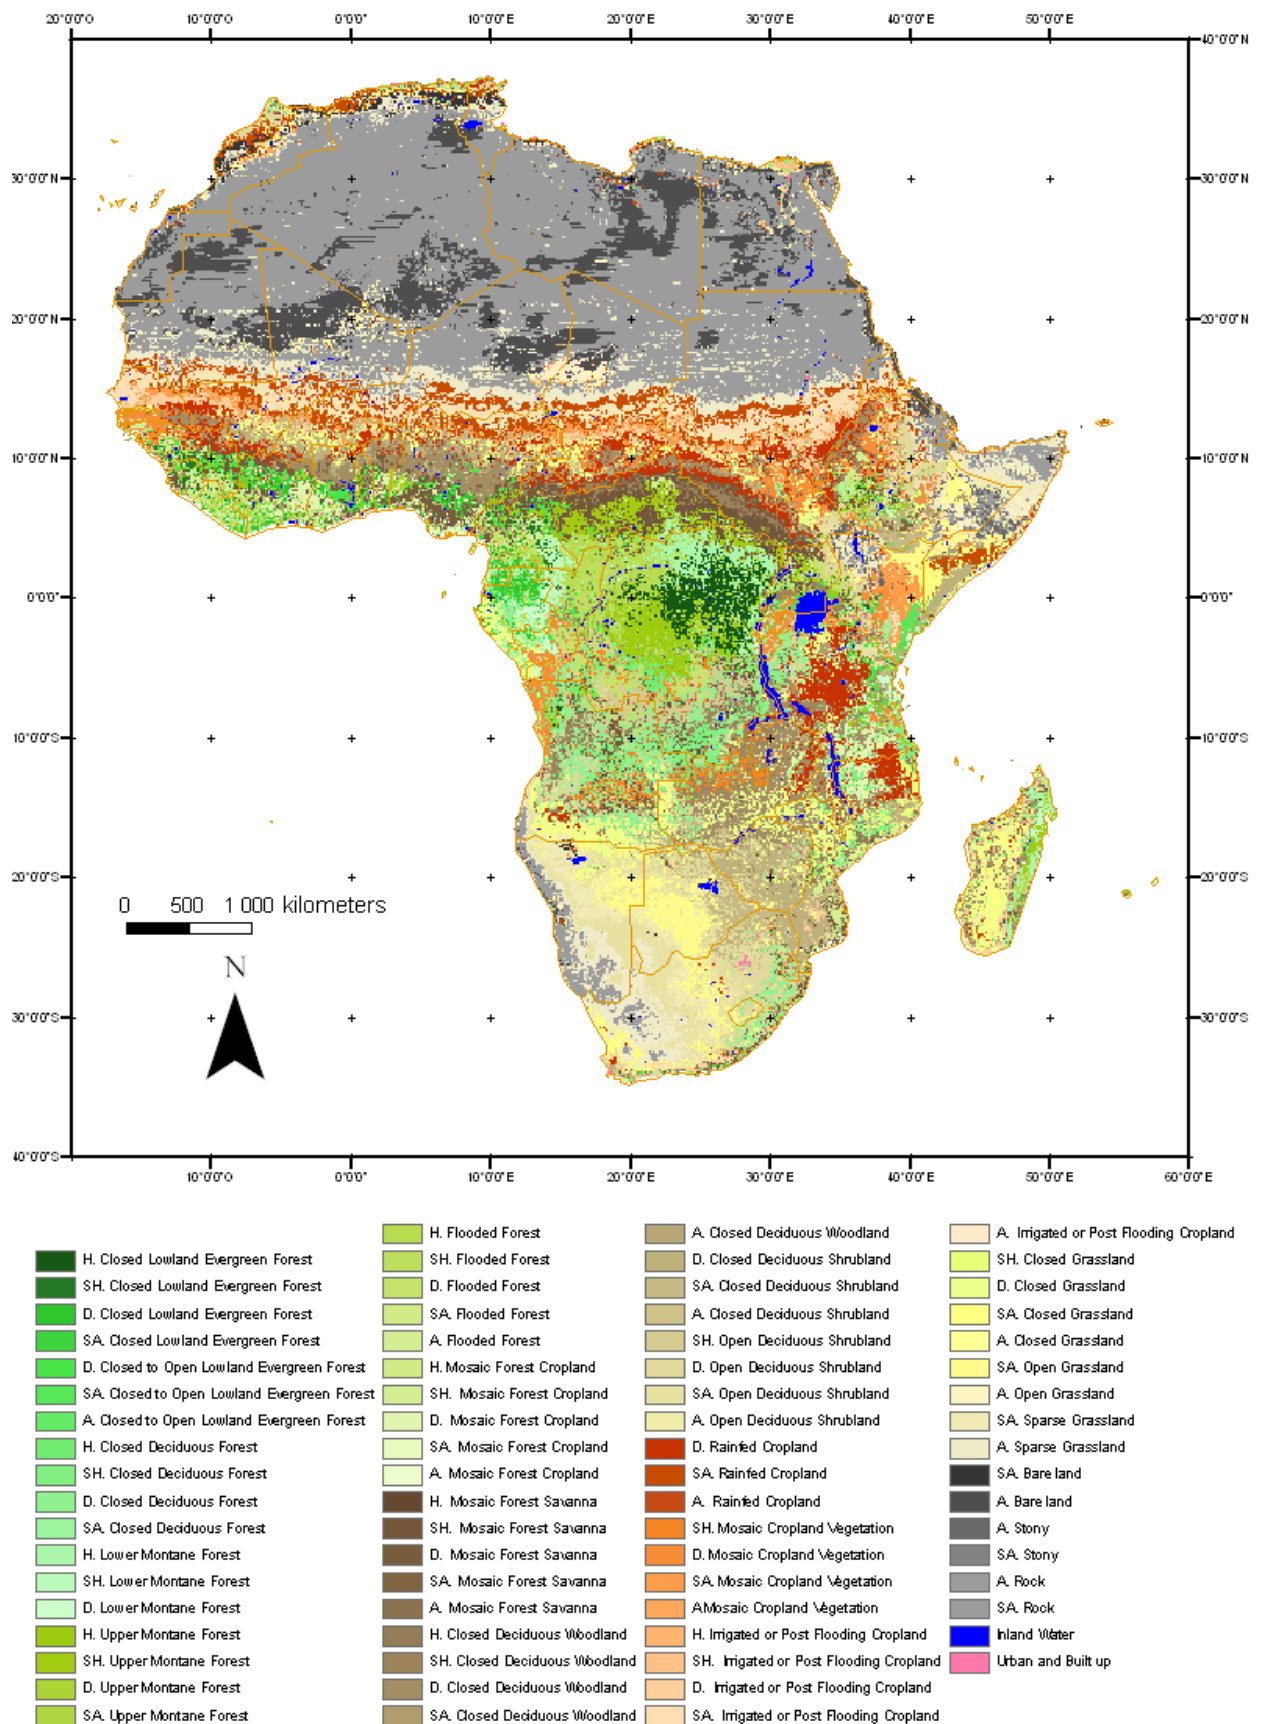 20°0'0"O 10°0'0"O 0°0'0" 10°0'0"E 20°0'0"E 30°0'0"E 40°0'0"E 50°0'0"E
40°0'0"N
30°0'0"N 30°0'0"N
20°0'0"N 20°0'0"N
10°0'0"N 10°0'0"N
0°0'0" 0°0'0"
10°0'0"S 10°0'0"S
20°0'0"S 20°0'0"S
0 500 1 000 kilometers
N
30°0'0"S 30°0'0"S
40°0'0"S
10°0'0"O 0°0'0" 10°0'0"E 20°0'0"E 30°0'0"E 40°0'0"E 50°0'0"E 60°0'0"E
H. Closed Lowland Evergreen Forest
SH. Closed Lowland Evergreen Forest
D. Closed Lowland Evergreen Forest
SA. Closed Lowland Evergreen Forest
D. Closed to Open Lowland Evergreen Forest
SA. Closed to Open Lowland Evergreen Forest
A. Closed to Open Lowland Evergreen Forest
H. Closed Deciduous Forest
SH. Closed Deciduous Forest
D. Closed Deciduous Forest
SA. Closed Deciduous Forest
H. Lower Montane Forest
SH. Lower Montane Forest
D. Lower Montane Forest
H. Upper Montane Forest
SH. Upper Montane Forest
D. Upper Montane Forest
SA. Upper Montane Forest
H. Flooded Forest
SH. Flooded Forest
D. Flooded Forest
SA. Flooded Forest
A. Flooded Forest
H. Mosaic Forest Cropland
SH. Mosaic Forest Cropland
D. Mosaic Forest Cropland
SA. Mosaic Forest Cropland
A. Mosaic Forest Cropland
H. Mosaic Forest Savanna
SH. Mosaic Forest Savanna
D. Mosaic Forest Savanna
SA. Mosaic Forest Savanna
A. Mosaic Forest Savanna
H. Closed Deciduous Woodland
SH. Closed Deciduous Woodland
D. Closed Deciduous Woodland
SA. Closed Deciduous Woodland
A. Closed Deciduous Woodland
D. Closed Deciduous Shrubland
SA. Closed Deciduous Shrubland
A. Closed Deciduous Shrubland
SH. Open Deciduous Shrubland
D. Open Deciduous Shrubland
SA. Open Deciduous Shrubland
A. Open Deciduous Shrubland
D. Rainfed Cropland
SA. Rainfed Cropland
A. Rainfed Cropland
SH. Mosaic Cropland Vegetation
D. Mosaic Cropland Vegetation
SA. Mosaic Cropland Vegetation
A Mosaic Cropland Vegetation
H. Irrigated or Post Flooding Cropland
SH. Irrigated or Post Flooding Cropland
D. Irrigated or Post Flooding Cropland
SA. Irrigated or Post Flooding Cropland
A. Irrigated or Post Flooding Cropland
SH. Closed Grassland
D. Closed Grassland
SA. Closed Grassland
A. Closed Grassland
SA. Open Grassland
A. Open Grassland
SA. Sparse Grassland
A. Sparse Grassland
SA. Bare land
A. Bare land
A. Stony
SA. Stony
A. Rock
SA. Rock
Inland Water
Urban and Built up